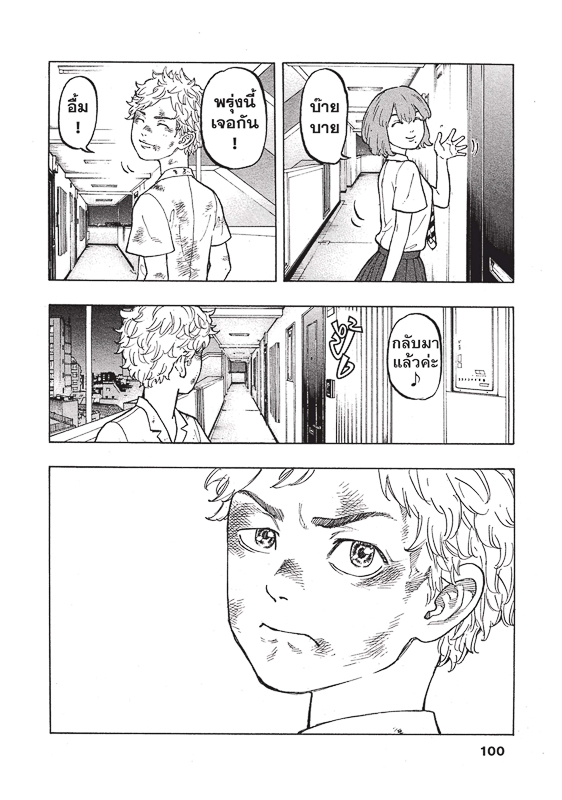 บ๊าย
บาย
พรุ่งนี้
เจอกัน
!
อื้ม
!
กลับมา
แล้วค่ะ
♪
100